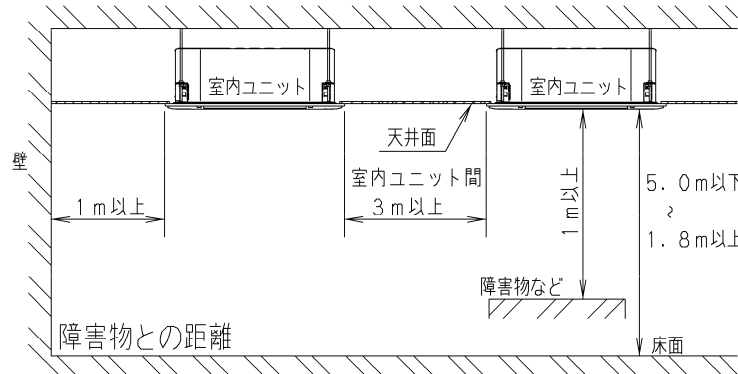 室内ユニット
室内ユニット
天井面
壁
室内ユニット間
1m以上
3m以上
1m以上
5.0m以下
~
1.8m以上
障害物など
障害物との距離
床面